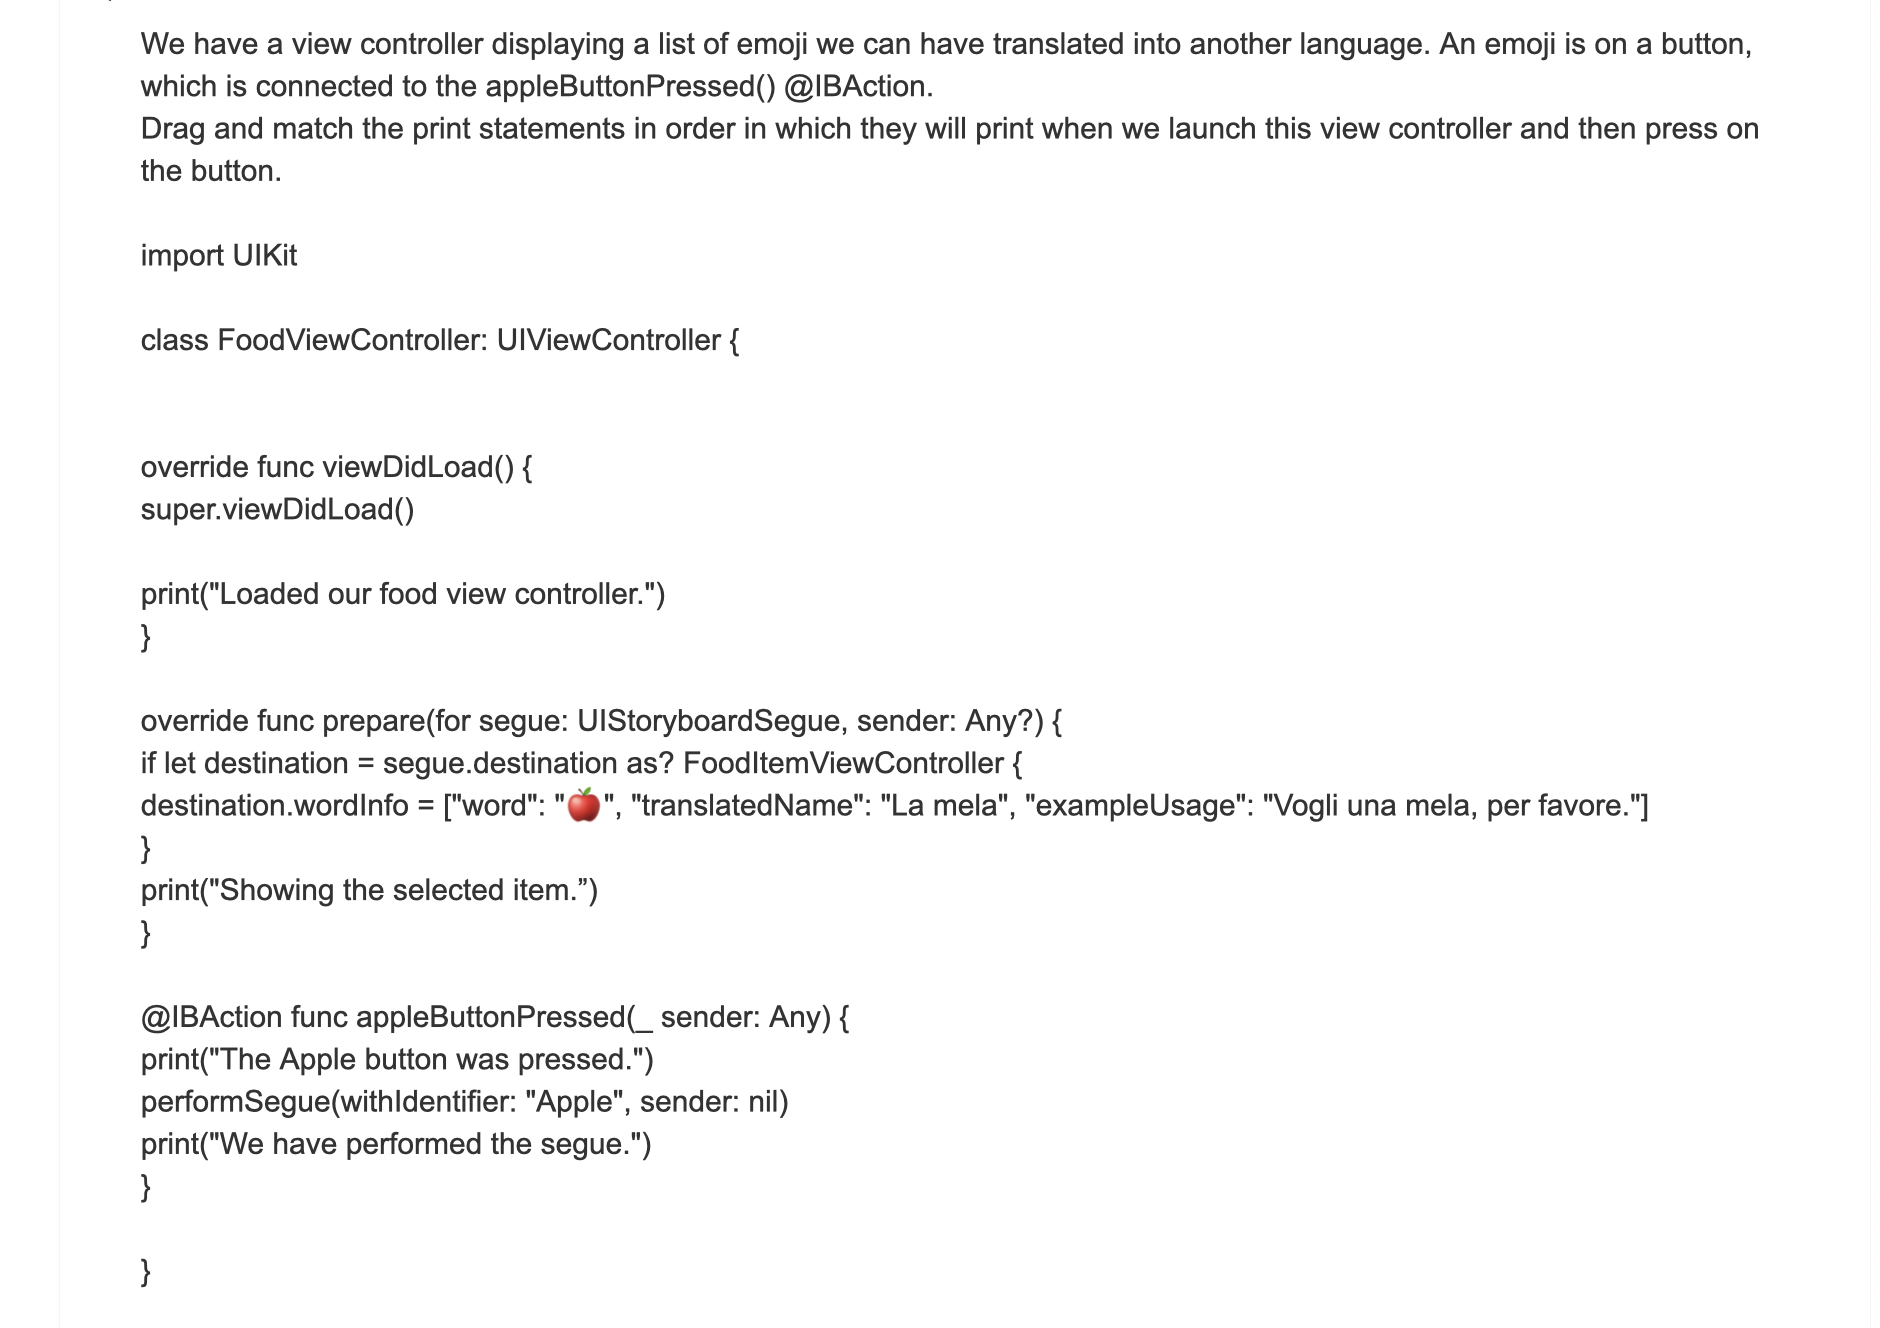 We have a view controller displaying a list of emoji we can have translated into another language. An emoji is on a button,
which is connected to the appleButtonPressed() @IBAction.
Drag and match the print statements in order in which they will print when we launch this view controller and then press on
the button.
import UIKit
class FoodViewController: UIViewController {
override func viewDidLoad() {
super.viewDidLoad()
print("Loaded our food view controller.")
}
override func prepare(for segue: UIStoryboardSegue, sender: Any?) {
if let destination = segue.destination as? FoodItemViewController {
destination.wordInfo = ["word": "🍎", "translatedName": "La mela", "exampleUsage": "Vogli una mela, per favore."]
}
print("Showing the selected item.”)
}
@IBAction func appleButtonPressed(_ sender: Any) {
print("The Apple button was pressed.")
performSegue(withIdentifier: "Apple", sender: nil)
print("We have performed the segue.")
}
}